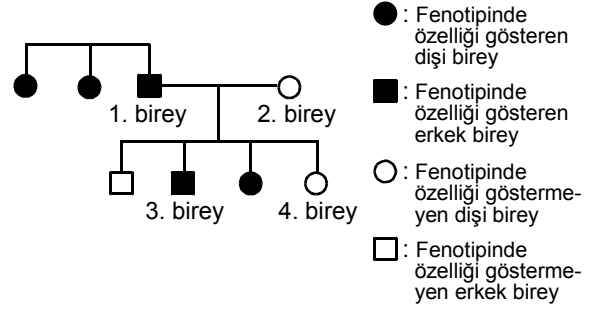 1. birey
2. birey
3. birey
4. birey
: Fenotipinde
özelliği gösteren
dişi birey
: Fenotipinde
özelliği gösteren
erkek birey
: Fenotipinde
özelliği gösterme-
yen dişi birey
: Fenotipinde
özelliği gösterme-
yen erkek birey